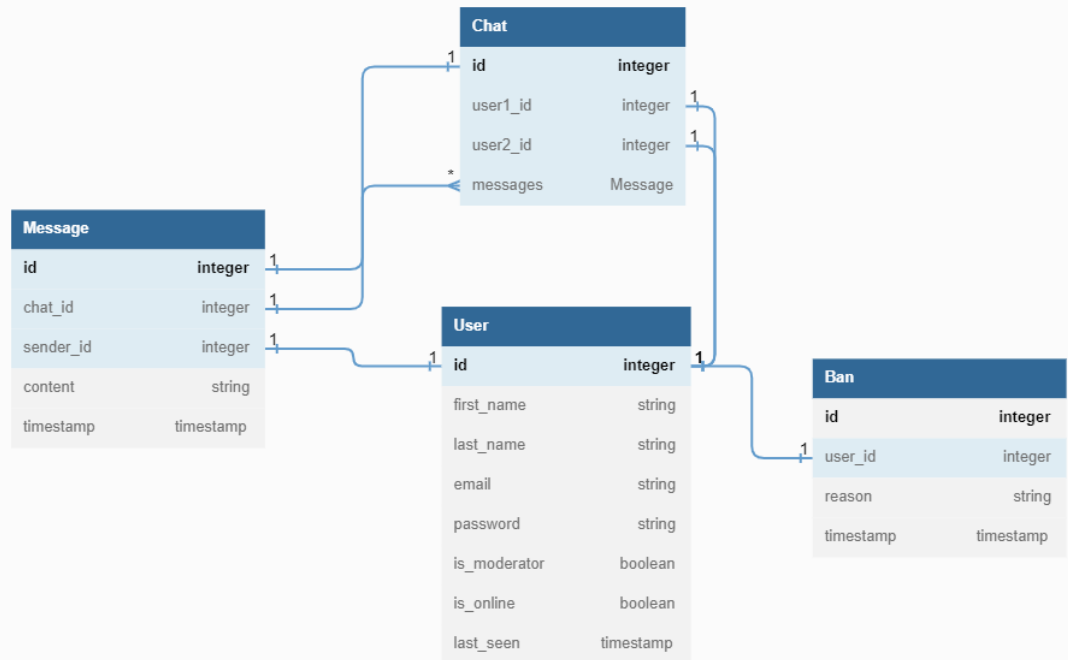 Chat
1 id integer
user1_id integer 1
user2_id integer 1
* messages Message
Message
id integer 1
chat_id integer 1
sender_id integer 1
content string
timestamp timestamp
User
1 id integer 1
first_name string
last_name string
email string
password string
is_moderator boolean
is_online boolean
last_seen timestamp
Ban
id integer
1 user_id integer
reason string
timestamp timestamp